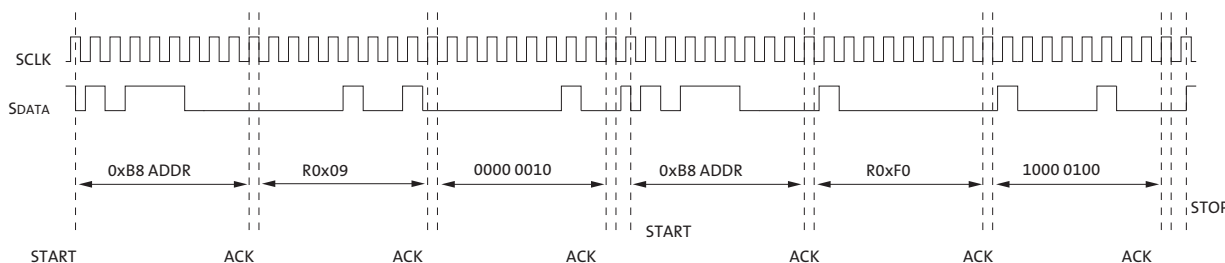 SCLK
SDATA
0xB8 ADDR R0x09 0000 0010 0xB8 ADDR R0xF0 1000 0100
STOP
START
START ACK ACK ACK ACK ACK ACK